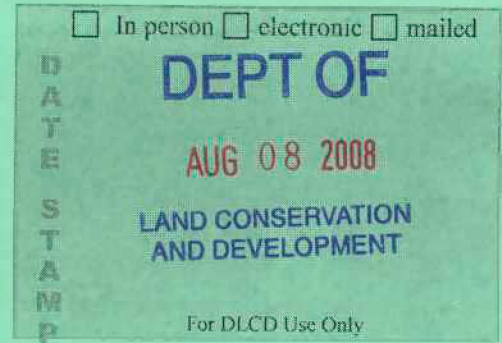 ☐ In person ☐ electronic ☐ mailed
DATE STAMP
DEPT OF
AUG 08 2008
LAND CONSERVATION
AND DEVELOPMENT
For DLCD Use Only